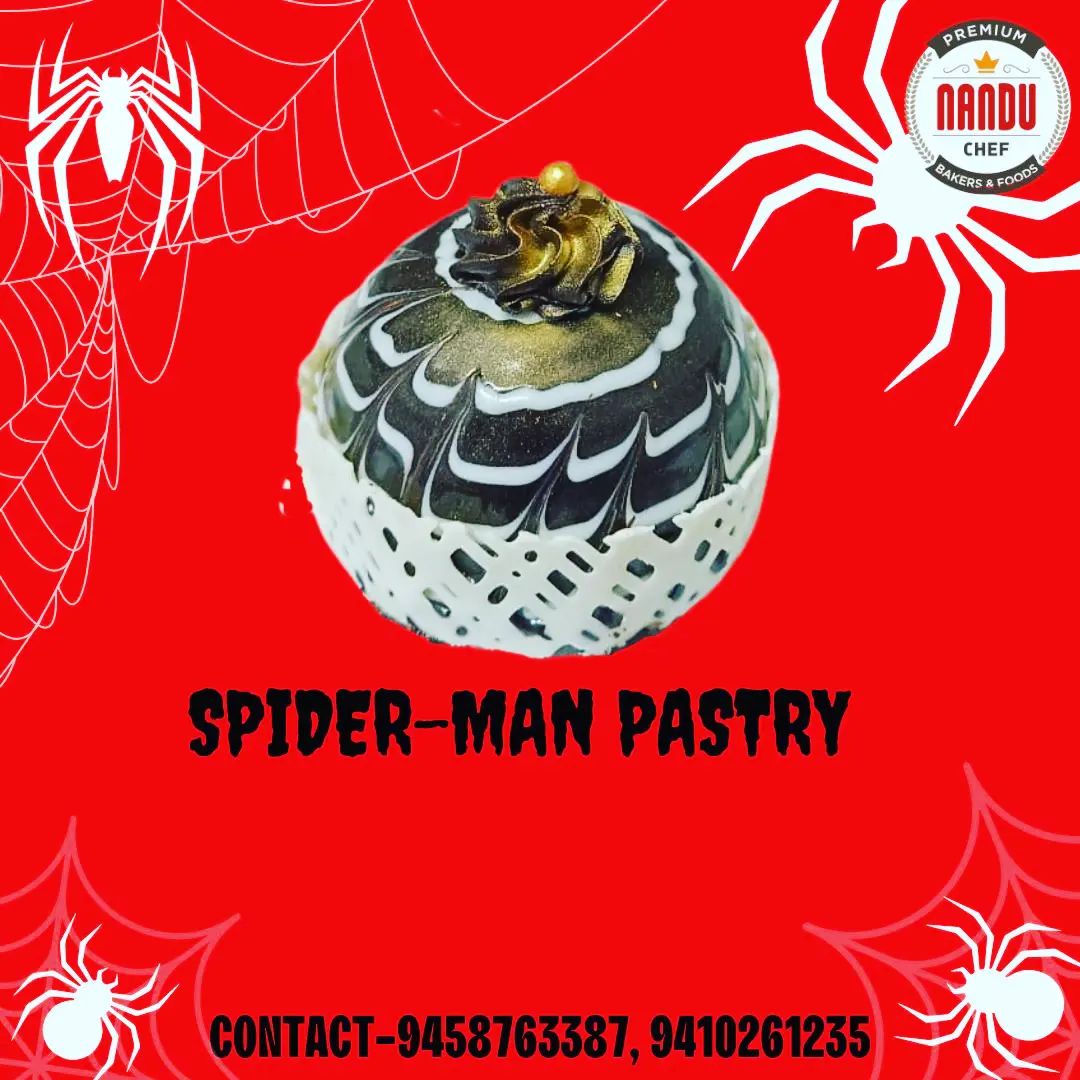 PREMIUM
NANDU
CHEF
BAKERS & FOODS
SPIDER-MAN PASTRY
CONTACT-9458763387, 9410261235